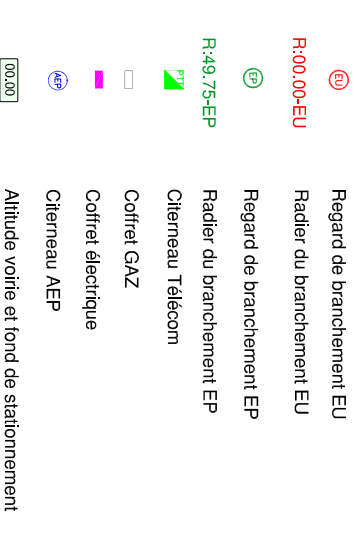 EU Regard de branchement EU
R:00.00-EU Radier du branchement EU
EP Regard de branchement EP
R:49.75-EP Radier du branchement EP
PTT Citerneau Télécom
Coffret GAZ
Coffret électrique
AEP Citerneau AEP
00.00 Altitude voirie et fond de stationnement